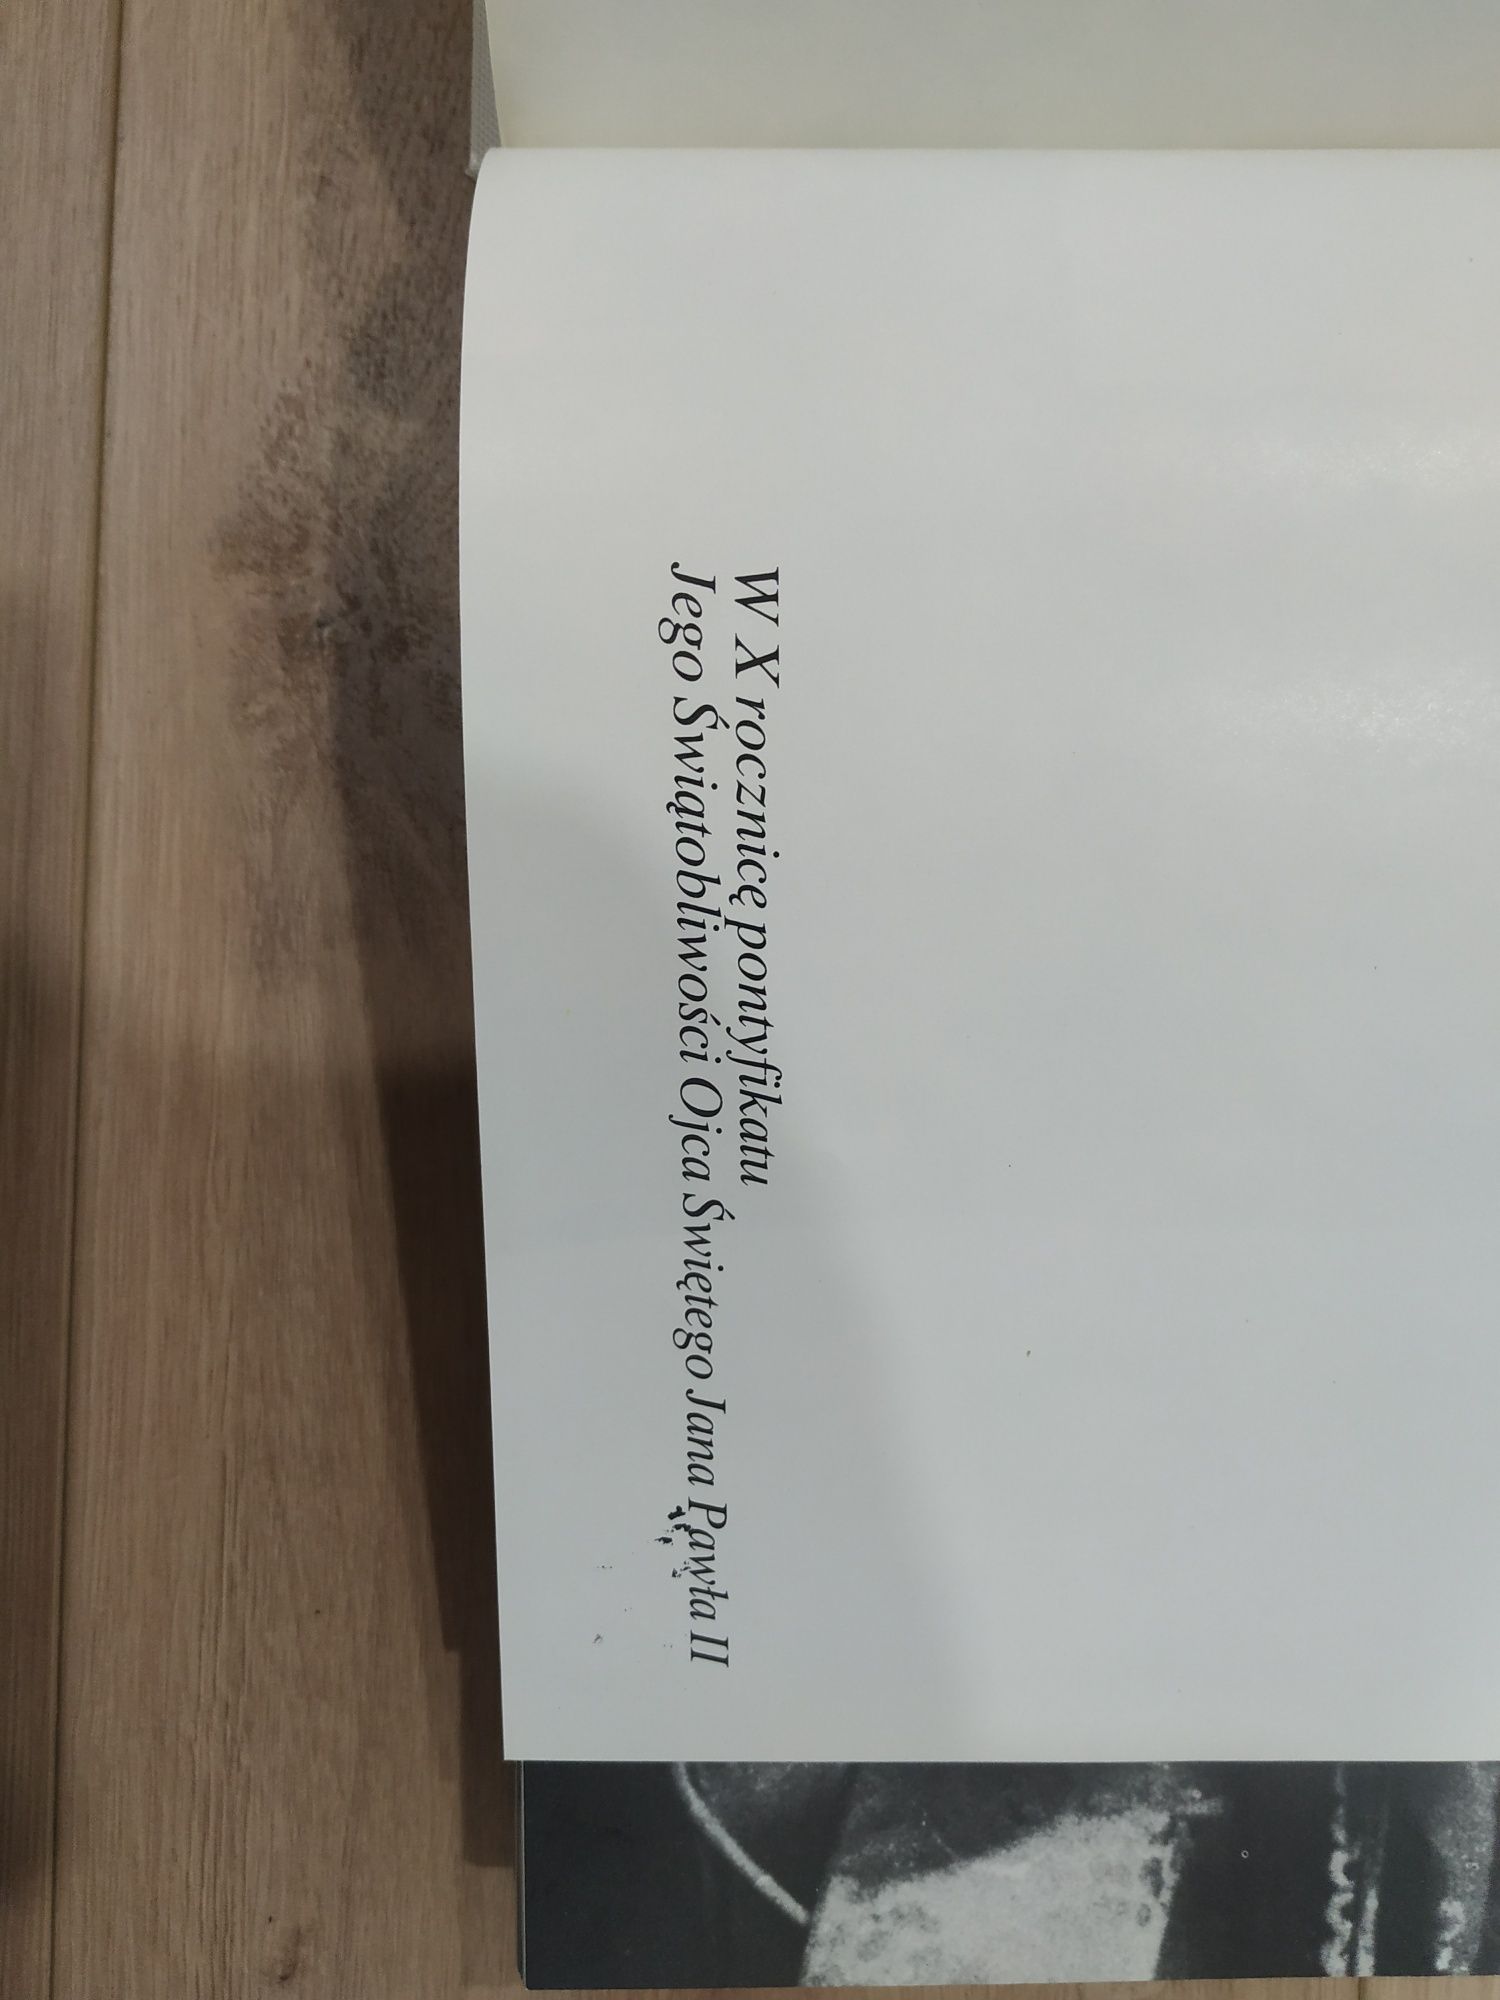 W X rocznicę pontyfikatu
Jego Świątobliwości Ojca Świętego Jana Pawła II